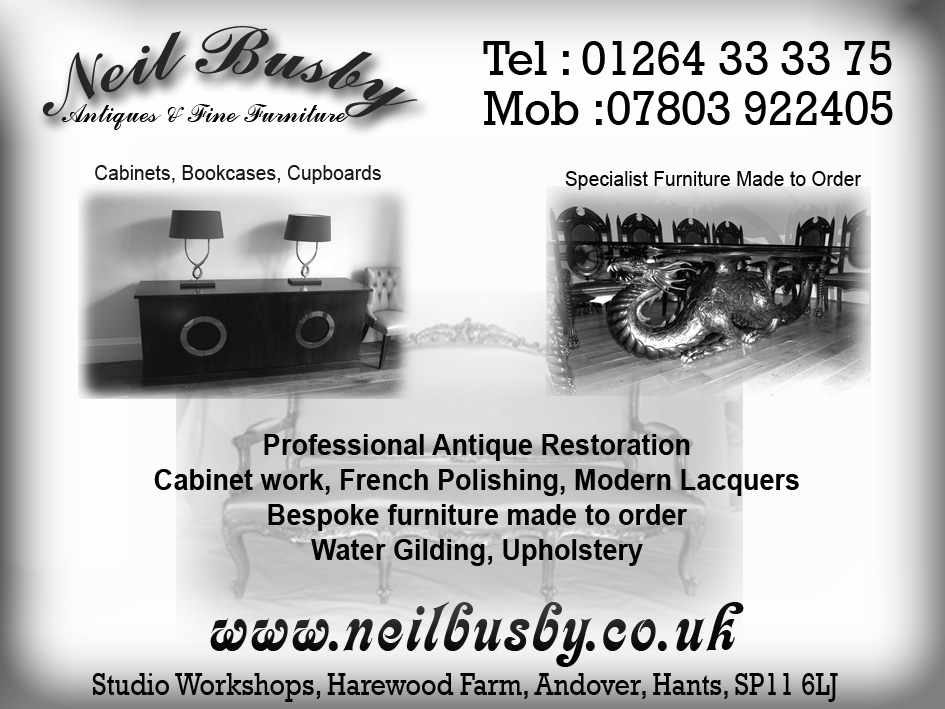 Neil Busby
Antiques & Fine Furniture
Tel : 01264 33 33 75
Mob :07803 922405
Cabinets, Bookcases, Cupboards
Specialist Furniture Made to Order
Professional Antique Restoration
Cabinet work, French Polishing, Modern Lacquers
Bespoke furniture made to order
Water Gilding, Upholstery
www.neilbusby.co.uk
Studio Workshops, Harewood Farm, Andover, Hants, SP11 6LJ